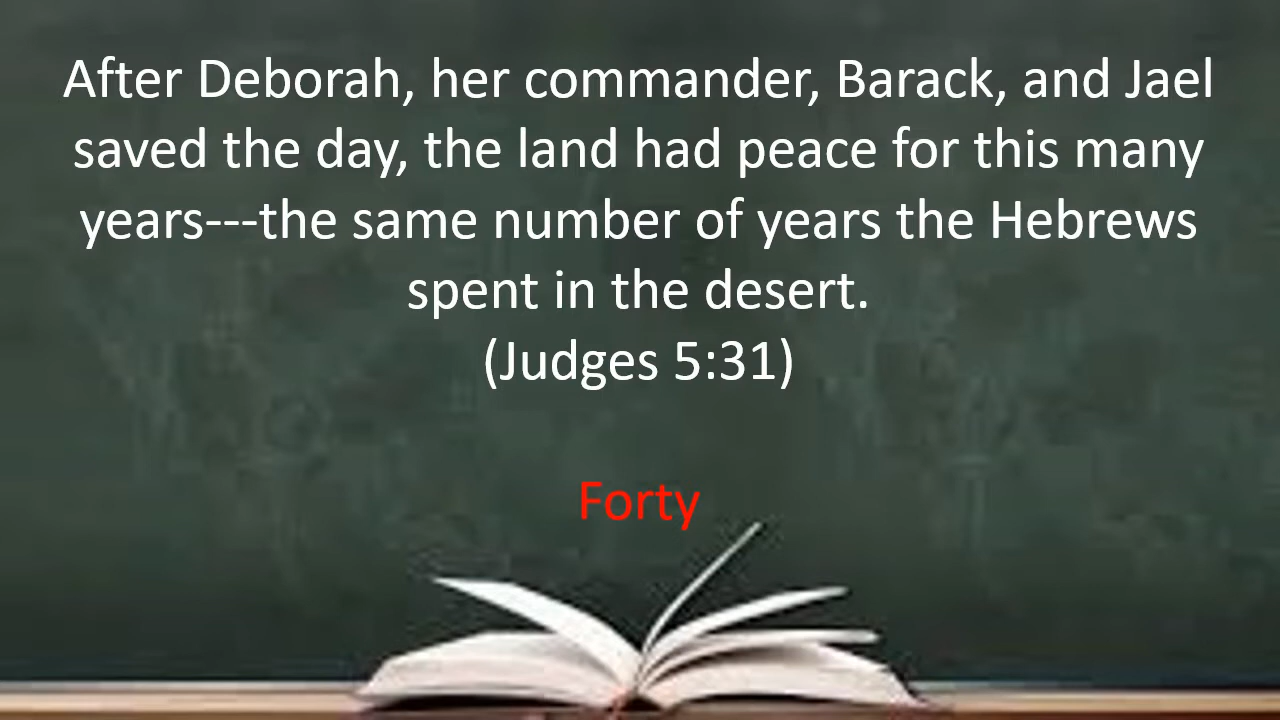 After Deborah, her commander, Barack, and Jael
saved the day, the land had peace for this many
years---the same number of years the Hebrews
spent in the desert.
(Judges 5:31)
Forty